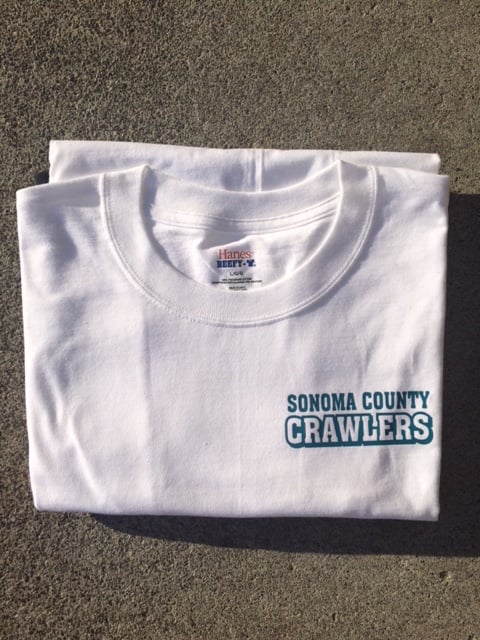 Hanes
BEEFY-T
L/G/G
SONOMA COUNTY
CRAWLERS